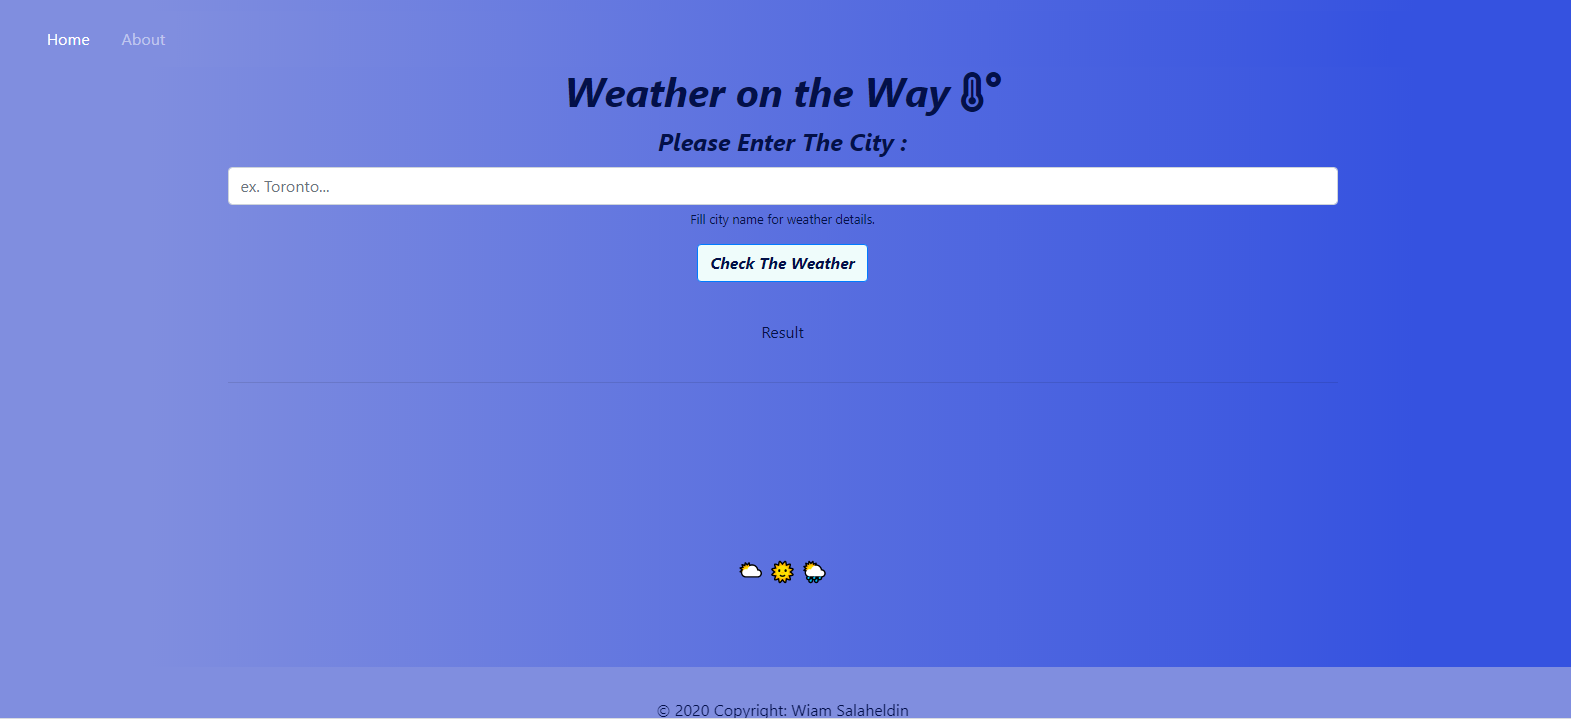 Home About
Weather on the Way
Please Enter The City :
ex. Toronto...
Fill city name for weather details.
Check The Weather
Result
© 2020 Copyright: Wiam Salaheldin